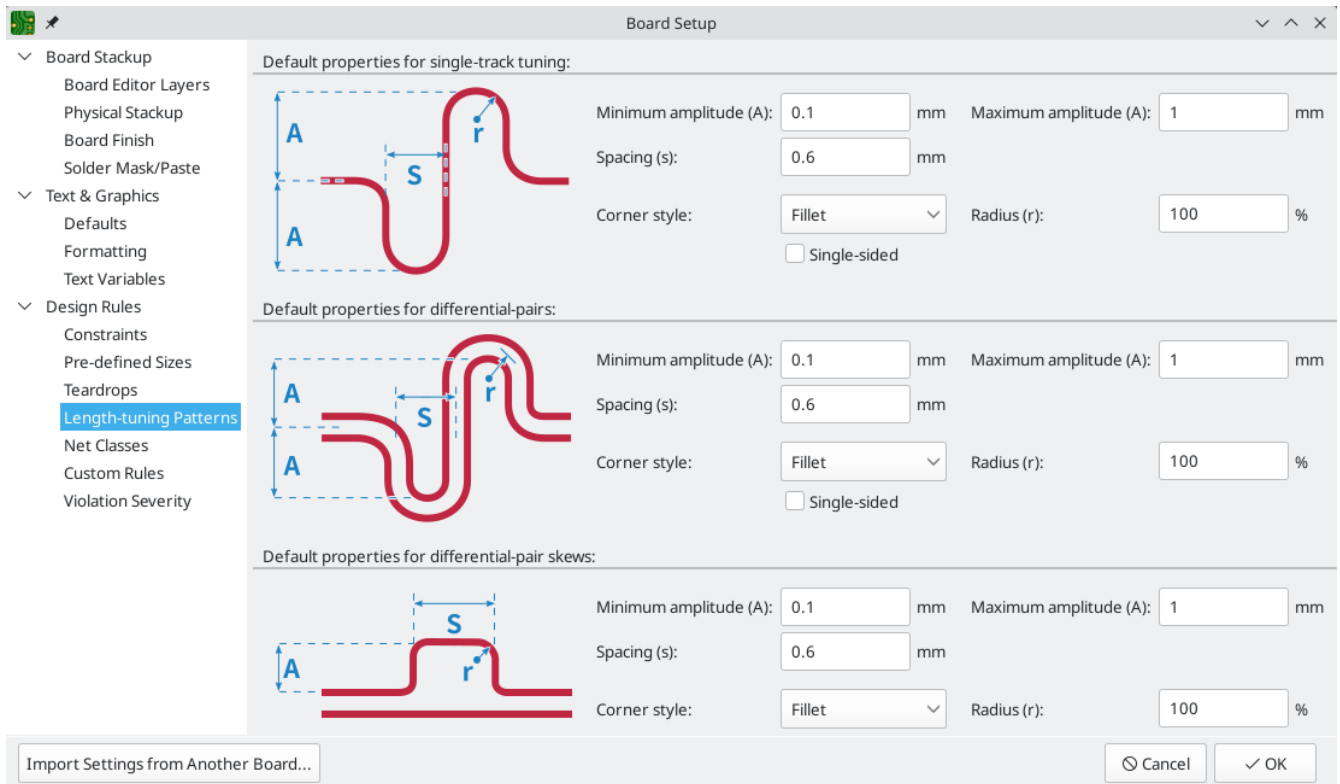 Board Setup
Board Stackup
Board Editor Layers
Physical Stackup
Board Finish
Solder Mask/Paste
Text & Graphics
Defaults
Formatting
Text Variables
Design Rules
Constraints
Pre-defined Sizes
Teardrops
Length-tuning Patterns
Net Classes
Custom Rules
Violation Severity
Default properties for single-track tuning:
A
A
S
r
Minimum amplitude (A): 0.1 mm Maximum amplitude (A): 1 mm
Spacing (s): 0.6 mm
Corner style: Fillet Radius (r): 100 %
Single-sided
Default properties for differential-pairs:
A
A
S
r
Minimum amplitude (A): 0.1 mm Maximum amplitude (A): 1 mm
Spacing (s): 0.6 mm
Corner style: Fillet Radius (r): 100 %
Single-sided
Default properties for differential-pair skews:
S
A
r
Minimum amplitude (A): 0.1 mm Maximum amplitude (A): 1 mm
Spacing (s): 0.6 mm
Corner style: Fillet Radius (r): 100 %
Import Settings from Another Board... Cancel OK